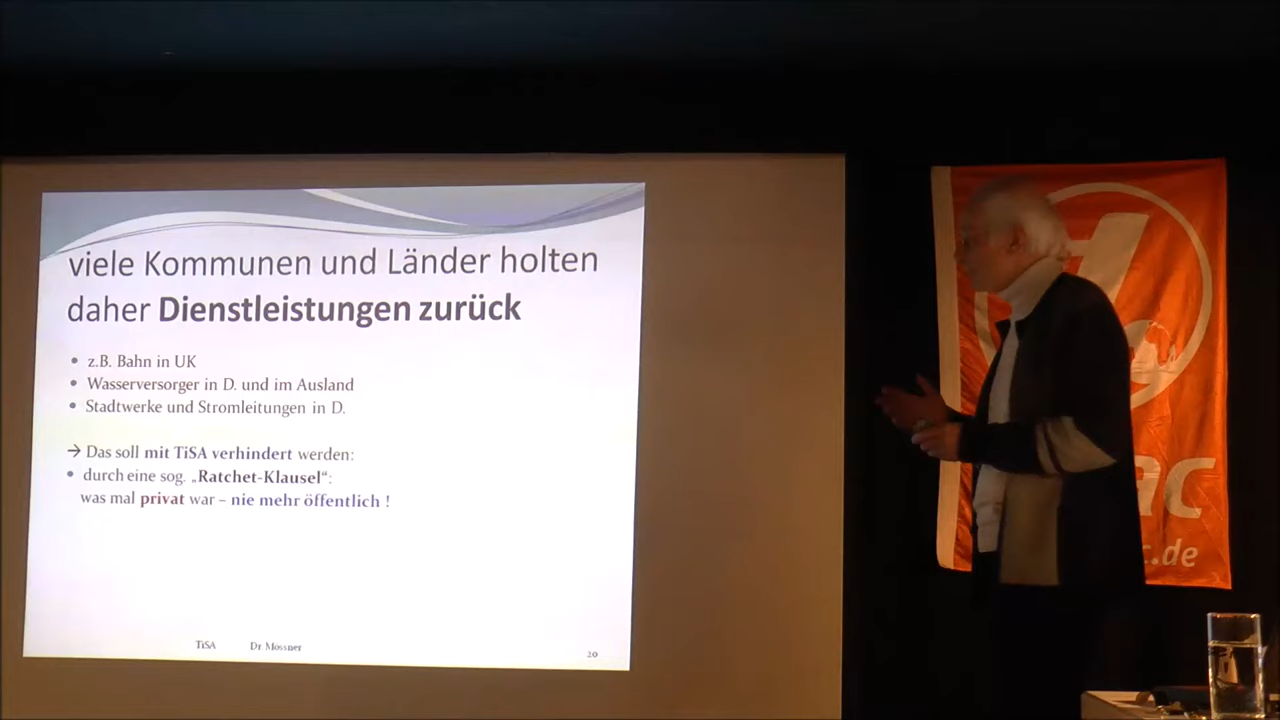 viele Kommunen und Länder holten
daher Dienstleistungen zurück
• z.B. Bahn in UK
• Wasserversorger in D. und im Ausland
• Stadtwerke und Stromleitungen in D.
→ Das soll mit TiSA verhindert werden:
• durch eine sog. „Ratchet-Klausel“:
was mal privat war – nie mehr öffentlich !
TiSA Dr. Mossner 20
ac
.de